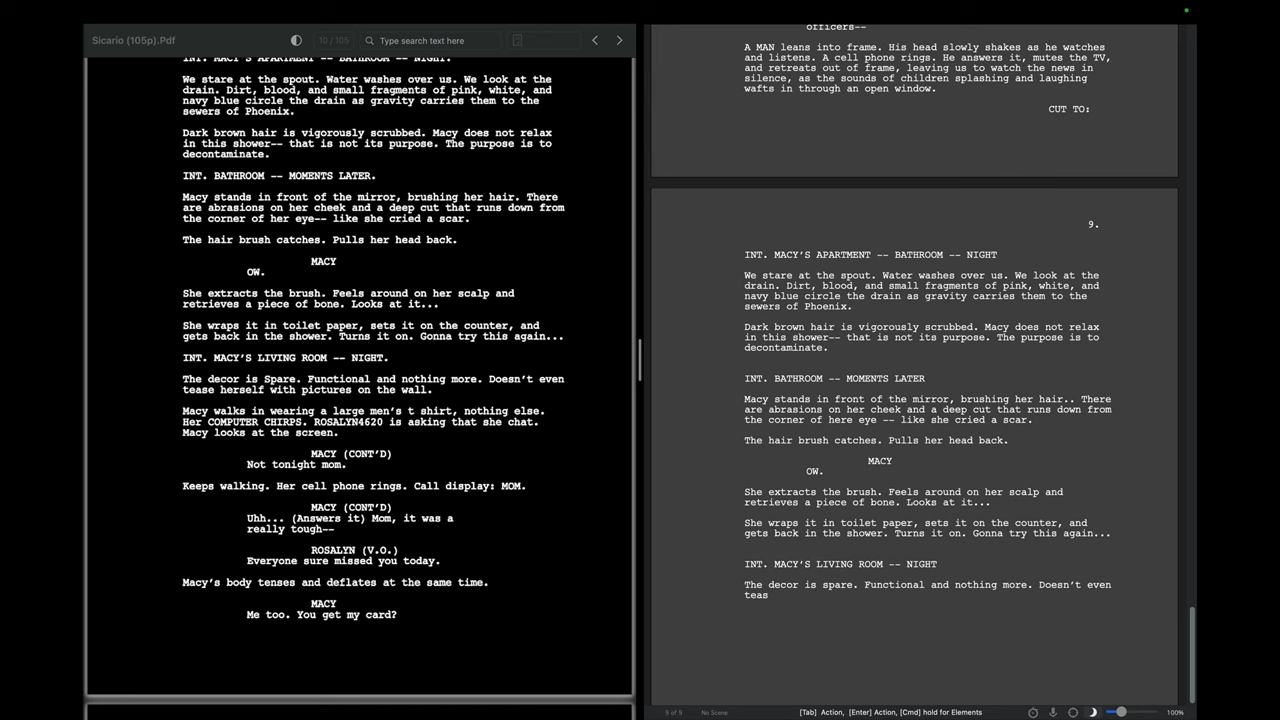 Sicario (105p).Pdf
10 / 105
Type search text here
INT. MACY'S APARTMENT -- BATHROOM -- NIGHT.
We stare at the spout. Water washes over us. We look at the
drain. Dirt, blood, and small fragments of pink, white, and
navy blue circle the drain as gravity carries them to the
sewers of Phoenix.
Dark brown hair is vigorously scrubbed. Macy does not relax
in this shower-- that is not its purpose. The purpose is to
decontaminate.
INT. BATHROOM -- MOMENTS LATER.
Macy stands in front of the mirror, brushing her hair. There
are abrasions on her cheek and a deep cut that runs down from
the corner of her eye-- like she cried a scar.
The hair brush catches. Pulls her head back.
MACY
OW.
She extracts the brush. Feels around on her scalp and
retrieves a piece of bone. Looks at it...
She wraps it in toilet paper, sets it on the counter, and
gets back in the shower. Turns it on. Gonna try this again...
INT. MACY'S LIVING ROOM -- NIGHT.
The decor is Spare. Functional and nothing more. Doesn't even
tease herself with pictures on the wall.
Macy walks in wearing a large men's t shirt, nothing else.
Her COMPUTER CHIRPS. ROSALYN4620 is asking that she chat.
Macy looks at the screen.
MACY (CONT'D)
Not tonight mom.
Keeps walking. Her cell phone rings. Call display: MOM.
MACY (CONT'D)
Uhh... (Answers it) Mom, it was a
really tough--
ROSALYN (V.O.)
Everyone sure missed you today.
Macy's body tenses and deflates at the same time.
MACY
Me too. You get my card?
officers--
A MAN leans into frame. His head slowly shakes as he watches
and listens. A cell phone rings. He answers it, mutes the TV,
and retreats out of frame, leaving us to watch the news in
silence, as the sounds of children splashing and laughing
wafts in through an open window.
CUT TO:
9.
INT. MACY'S APARTMENT -- BATHROOM -- NIGHT
We stare at the spout. Water washes over us. We look at the
drain. Dirt, blood, and small fragments of pink, white, and
navy blue circle the drain as gravity carries them to the
sewers of Phoenix.
Dark brown hair is vigorously scrubbed. Macy does not relax
in this shower-- that is not its purpose. The purpose is to
decontaminate.
INT. BATHROOM -- MOMENTS LATER
Macy stands in front of the mirror, brushing her hair.. There
are abrasions on her cheek and a deep cut that runs down from
the corner of here eye -- like she cried a scar.
The hair brush catches. Pulls her head back.
MACY
OW.
She extracts the brush. Feels around on her scalp and
retrieves a piece of bone. Looks at it...
She wraps it in toilet paper, sets it on the counter, and
gets back in the shower. Turns it on. Gonna try this again...
INT. MACY'S LIVING ROOM -- NIGHT
The decor is spare. Functional and nothing more. Doesn't even
teas
9 of 9
No Scene
[Tab] Action, [Enter] Action, [Cmd] hold for Elements
100%